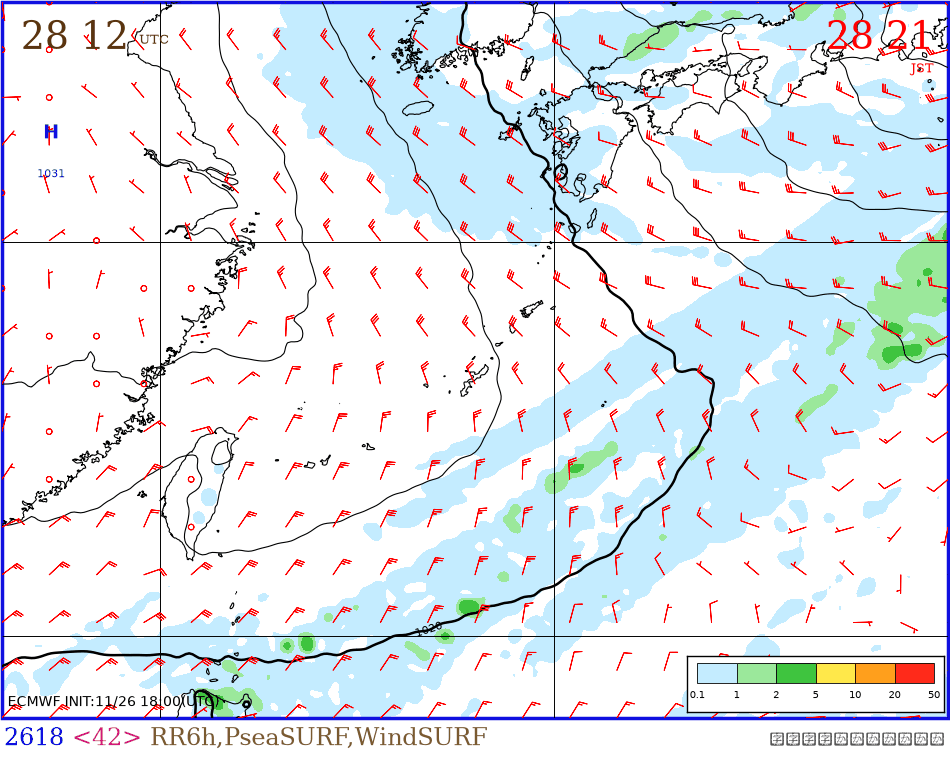 28 12 UTC
28 21
JST
H
1031
1020
0.1 1 2 5 10 20 50
ECMWF,INIT:11/26 18:00(UTC)
2618 <42> RR6h,PseaSURF,WindSURF